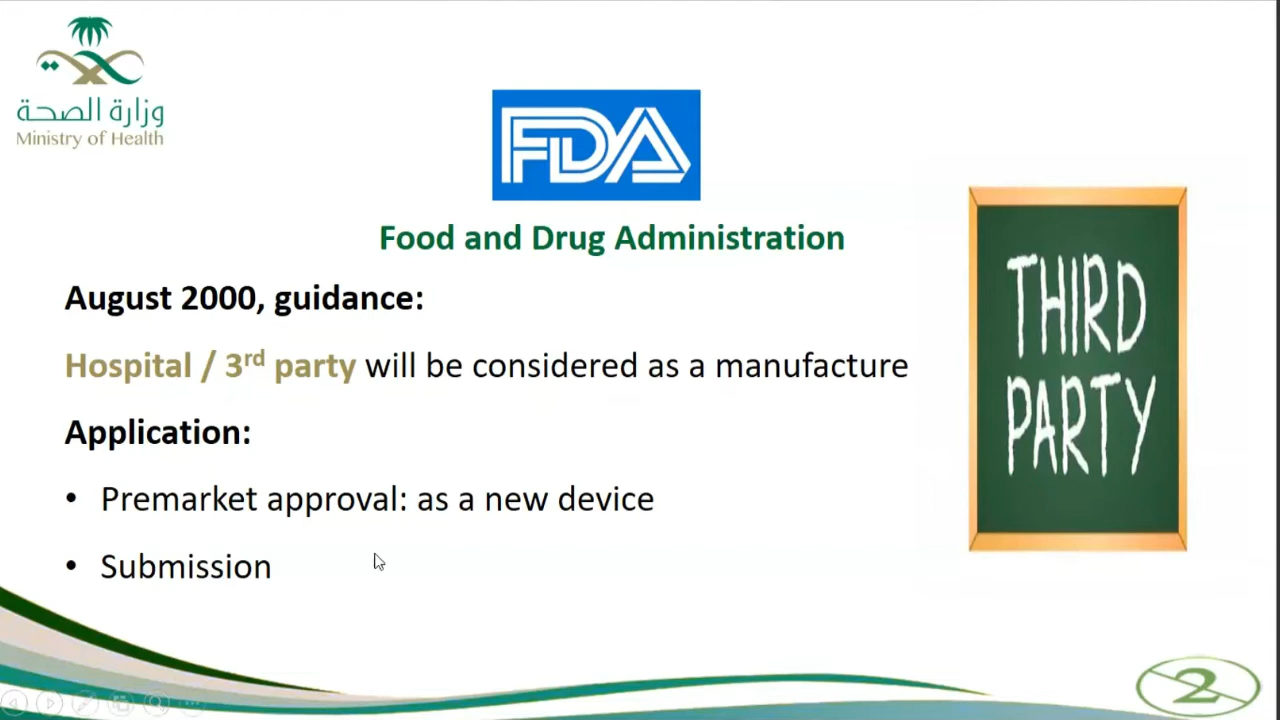 وزارة الصحة
Ministry of Health
FDA
Food and Drug Administration
August 2000, guidance:
Hospital / 3rd party will be considered as a manufacture
Application:
• Premarket approval: as a new device
• Submission
THIRD
PARTY
2